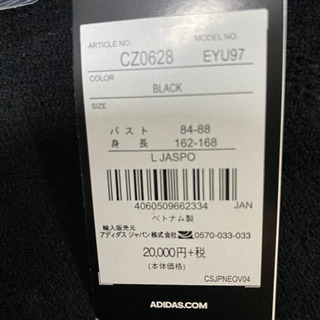 ARTICLE NO. MODEL NO.
CZ0628 EYU97
COLOR
BLACK
SIZE
バスト 84-88
身長 162-168
L JASPO
4060509662334 JAN
ベトナム製
輸入販売元
アディダス ジャパン株式会社 0570-033-033
20,000円+税
(本体価格)
CSJPNEOV04
ADIDAS.COM